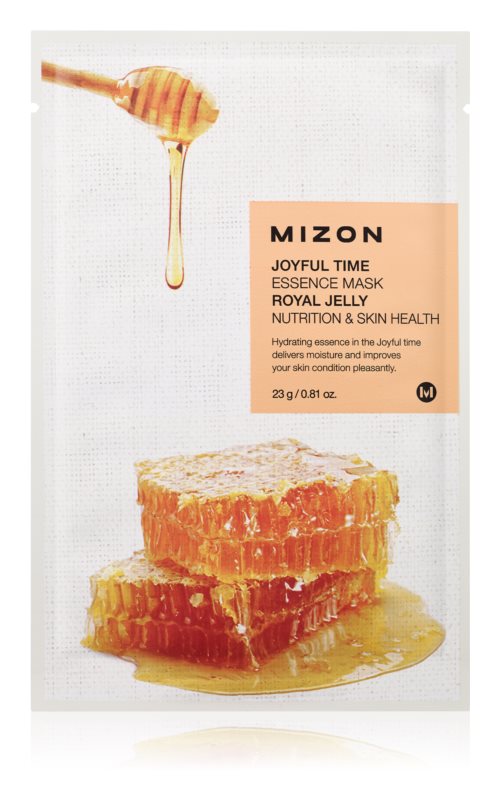 MIZON
JOYFUL TIME
ESSENCE MASK
ROYAL JELLY
NUTRITION & SKIN HEALTH
Hydrating essence in the Joyful time
delivers moisture and improves
your skin condition pleasantly.
23 g / 0.81 oz.
M